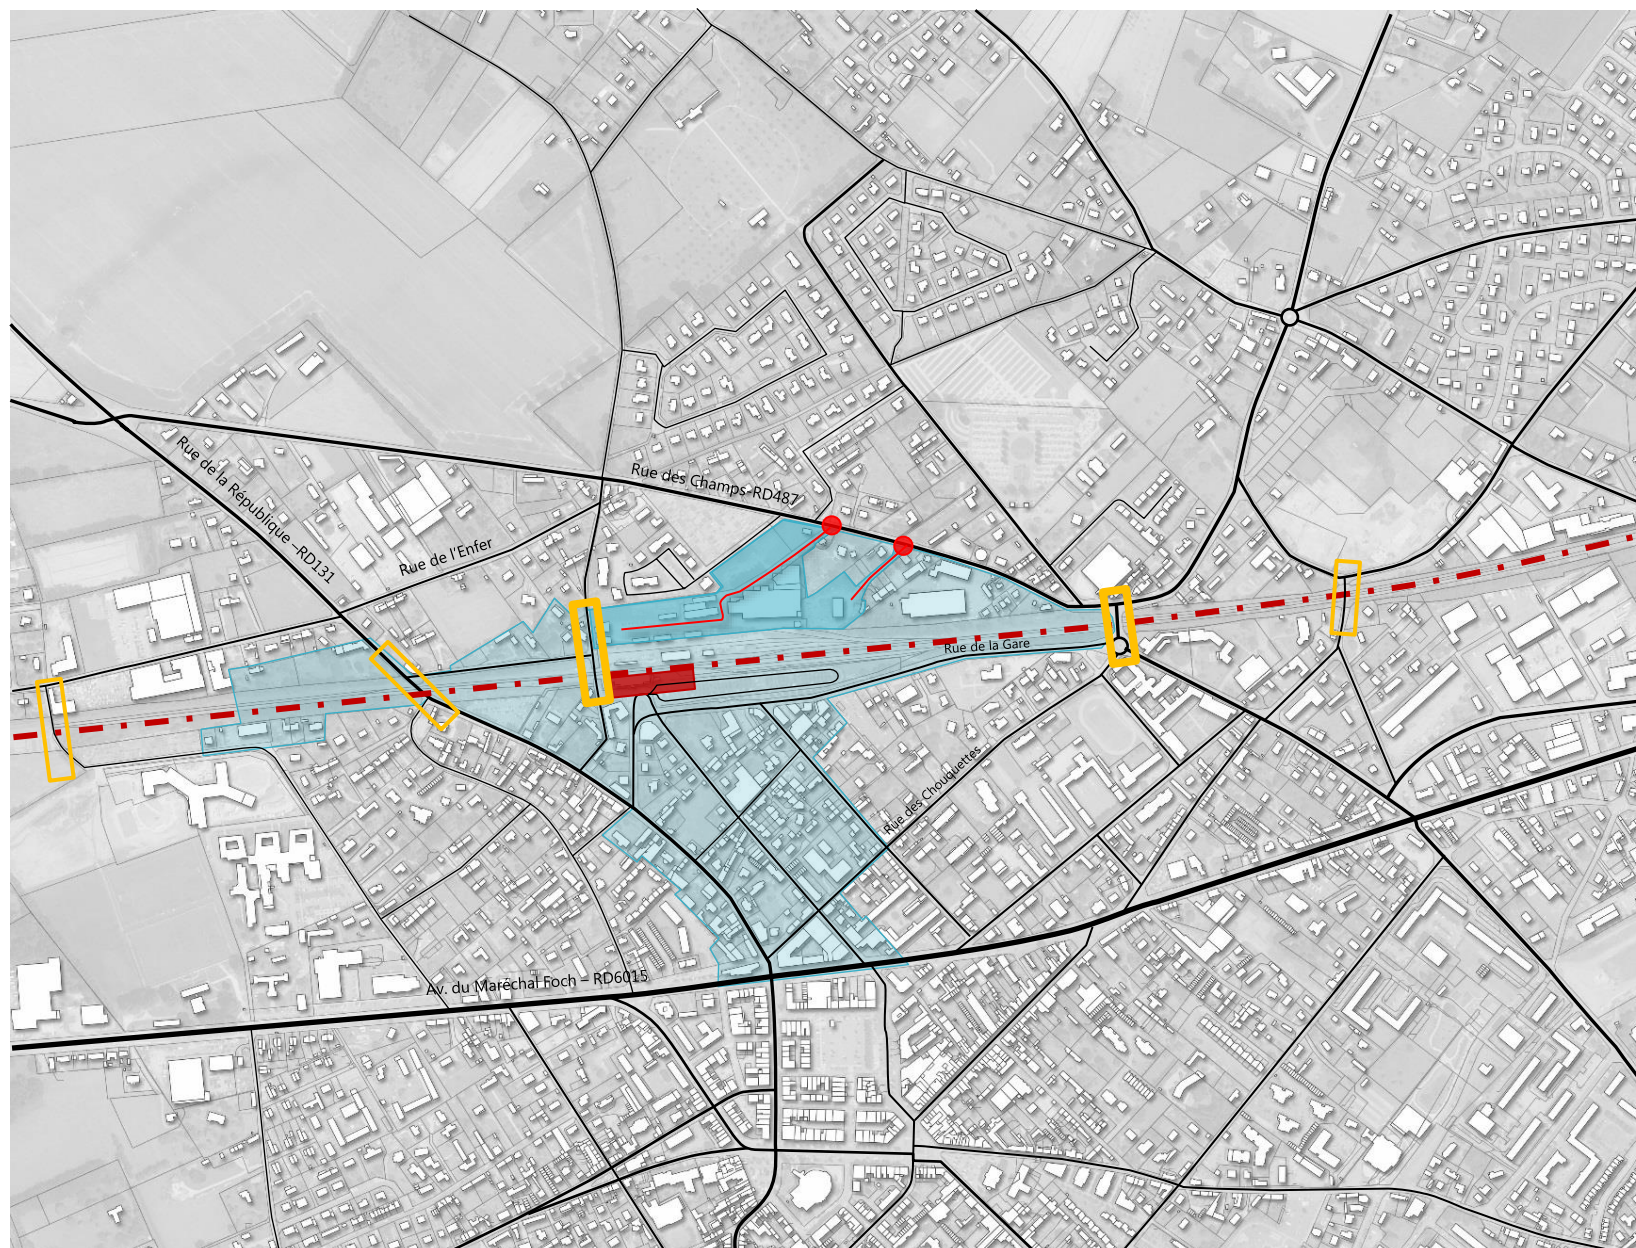 Rue de la République –RD131
Rue des Champs-RD487
Rue de l'Enfer
Rue de la Gare
Rue des Chouquettes
Av. du Maréchal Foch – RD6015